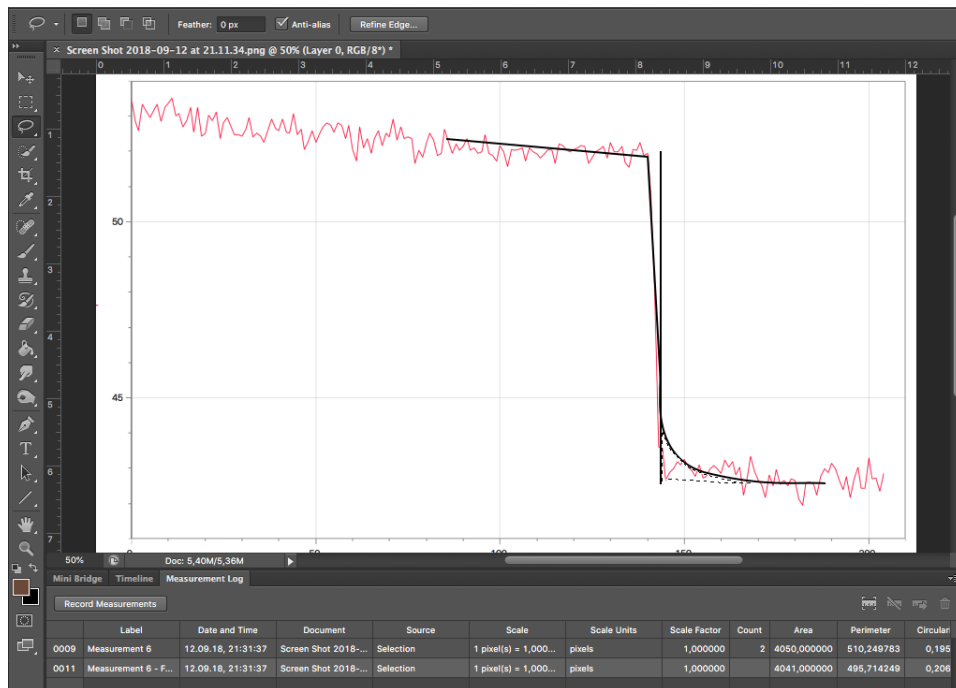 Feather: 0 px Anti-alias Refine Edge...
× Screen Shot 2018-09-12 at 21.11.34.png @ 50% (Layer 0, RGB/8*) *
0 1 2 3 4 5 6 7 8 9 10 11 12
1
2
50
3
4
45
5
6
7
0 50 100 150 200
50% Doc: 5,40M/5,36M
Mini Bridge Timeline Measurement Log
Record Measurements
Label Date and Time Document Source Scale Scale Units Scale Factor Count Area Perimeter Circular
0009 Measurement 6 12.09.18, 21:31:37 Screen Shot 2018-... Selection 1 pixel(s) = 1,000... pixels 1,000000 2 4050,000000 510,249783 0,195
0011 Measurement 6 - F... 12.09.18, 21:31:37 Screen Shot 2018-... Selection 1 pixel(s) = 1,000... pixels 1,000000 4041,000000 495,714249 0,206